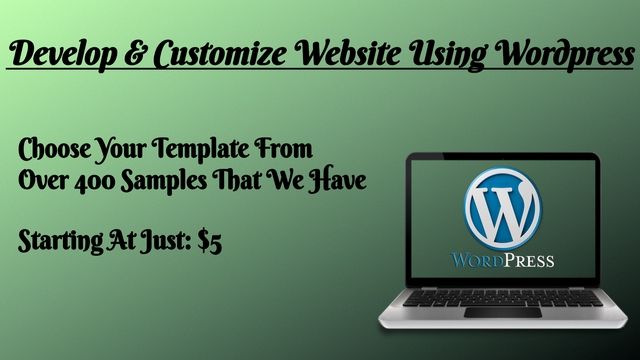 Develop & Customize Website Using Wordpress
Choose Your Template From
Over 400 Samples That We Have
Starting At Just: $5
WORDPRESS